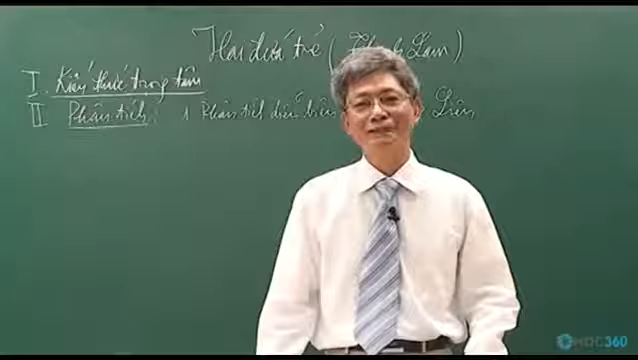 Hai đứa trẻ ( Thạch Lam )
I. Kiến thức trọng tâm
II Phân tích : 1 Phân tích diễn biến Liên
HOC360